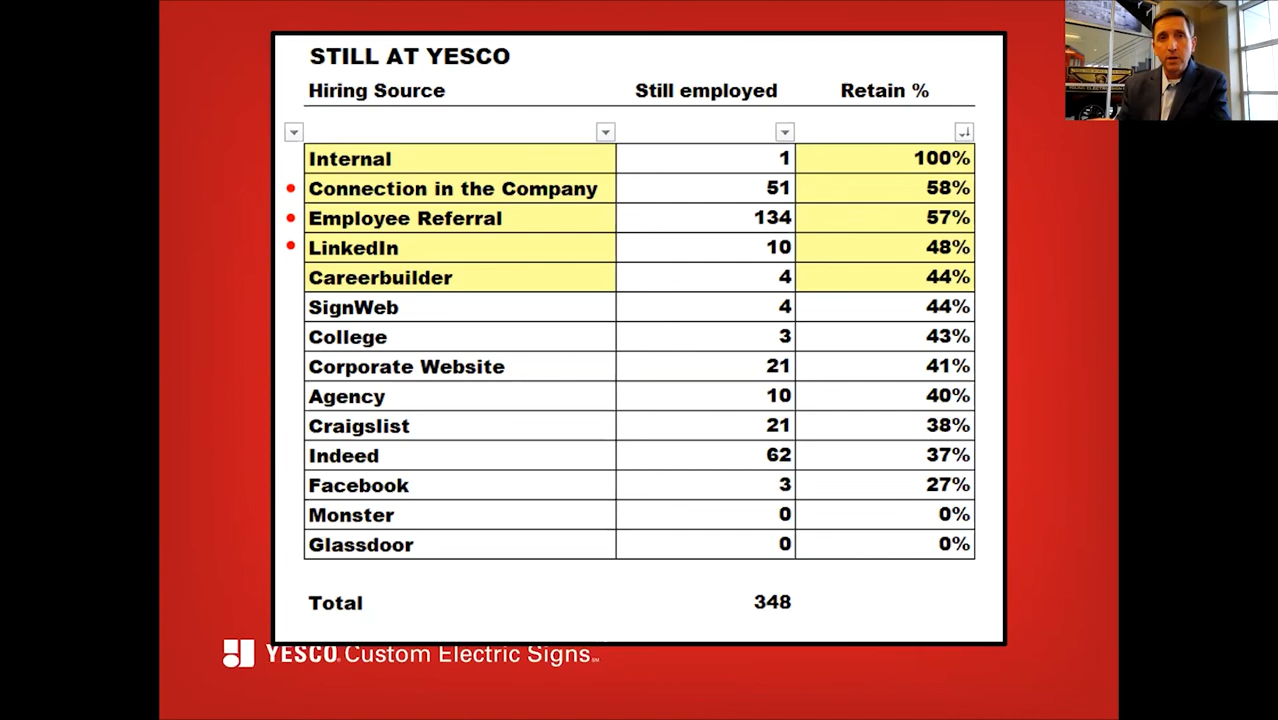 STILL AT YESCO
Hiring Source Still employed Retain %
Internal 1 100%
Connection in the Company 51 58%
Employee Referral 134 57%
LinkedIn 10 48%
Careerbuilder 4 44%
SignWeb 4 44%
College 3 43%
Corporate Website 21 41%
Agency 10 40%
Craigslist 21 38%
Indeed 62 37%
Facebook 3 27%
Monster 0 0%
Glassdoor 0 0%
Total 348
YESCO® Custom Electric Signs℠